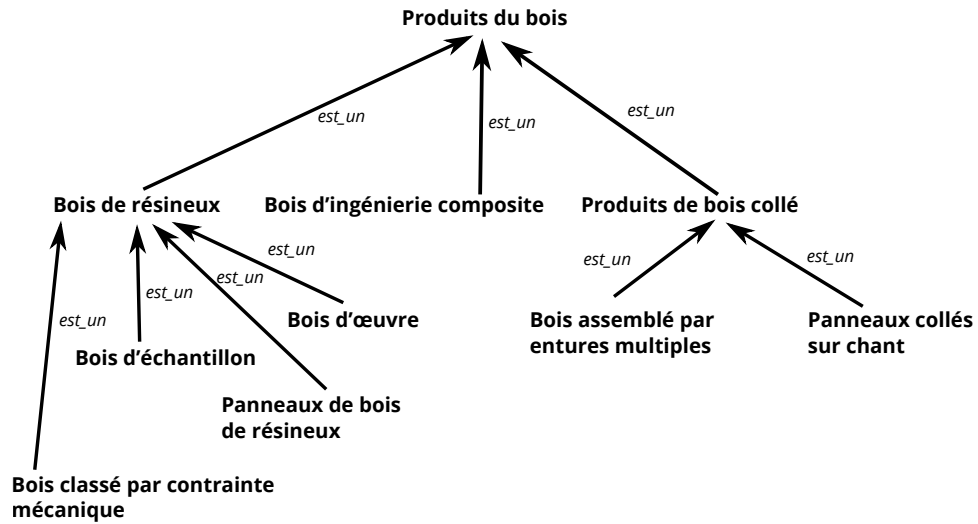 Produits du bois
est_un
est_un
est_un
Bois de résineux
Bois d’ingénierie composite
Produits de bois collé
est_un
est_un
est_un
est_un
est_un
est_un
Bois d’œuvre
Bois assemblé par
entures multiples
Panneaux collés
sur chant
Bois d’échantillon
Panneaux de bois
de résineux
Bois classé par contrainte
mécanique